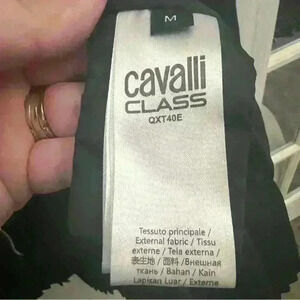 M
cavalli
CLASS
QXT40E
Tessuto principale /
External fabric / Tissu
externe / Tela externa /
表生地 / 面料 /Внешняя
ткань / Bahan / Kain
Lapisan Luar / Externe